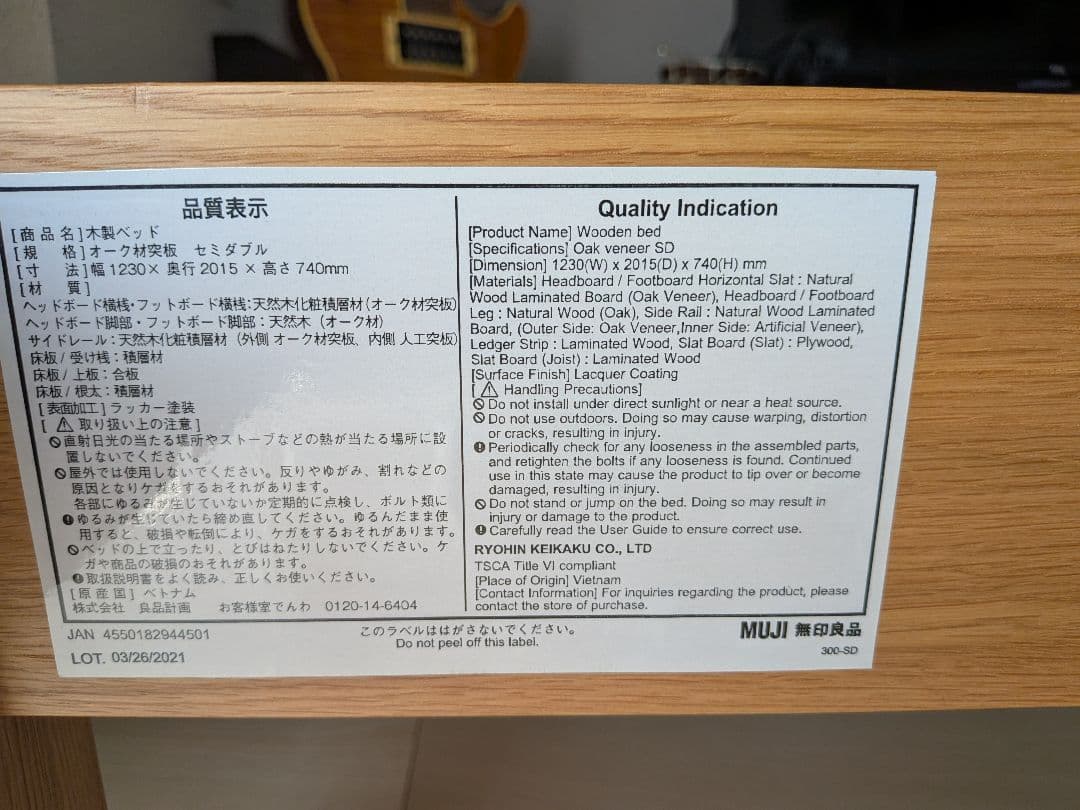 品質表示
[商 品 名]木製ベッド
[規　　格]オーク材突板　セミダブル
[寸　　法]幅 1230× 奥行 2015 × 高さ 740mm
[材　　質]
ヘッドボード横桟・フットボード横桟：天然木化粧積層材（オーク材突板）
ヘッドボード脚部・フットボード脚部：天然木（オーク材）
サイドレール：天然木化粧積層材（外側 オーク材突板、内側 人工突板）
床板 / 受け桟：積層材
床板 / 上板：合板
床板 / 根太：積層材
[表面加工]ラッカー塗装
[ ⚠ 取り扱い上の注意 ]
直射日光の当たる場所やストーブなどの熱が当たる場所に設
置しないでください。
屋外では使用しないでください。反りやゆがみ、割れなどの
原因となりケガをするおそれがあります。
各部にゆるみが生じていないか定期的に点検し、ボルト類に
ゆるみが生じていたら締め直してください。ゆるんだまま使
用すると、破損や転倒により、ケガをするおそれがあります。
ベッドの上で立ったり、とびはねたりしないでください。ケ
ガや商品の破損のおそれがあります。
取扱説明書をよく読み、正しくお使いください。
[原 産 国] ベトナム
株式会社　良品計画　　お客様室でんわ　0120-14-6404
Quality Indication
[Product Name] Wooden bed
[Specifications] Oak veneer SD
[Dimension] 1230(W) x 2015(D) x 740(H) mm
[Materials] Headboard / Footboard Horizontal Slat : Natural
Wood Laminated Board (Oak Veneer), Headboard / Footboard
Leg : Natural Wood (Oak), Side Rail : Natural Wood Laminated
Board, (Outer Side: Oak Veneer,Inner Side: Artificial Veneer),
Ledger Strip : Laminated Wood, Slat Board (Slat) : Plywood,
Slat Board (Joist) : Laminated Wood
[Surface Finish] Lacquer Coating
[ ⚠ Handling Precautions]
Do not install under direct sunlight or near a heat source.
Do not use outdoors. Doing so may cause warping, distortion
or cracks, resulting in injury.
Periodically check for any looseness in the assembled parts,
and retighten the bolts if any looseness is found. Continued
use in this state may cause the product to tip over or become
damaged, resulting in injury.
Do not stand or jump on the bed. Doing so may result in
injury or damage to the product.
Carefully read the User Guide to ensure correct use.
RYOHIN KEIKAKU CO., LTD
TSCA Title VI compliant
[Place of Origin] Vietnam
[Contact Information] For inquiries regarding the product, please
contact the store of purchase.
JAN 4550182944501
LOT. 03/26/2021
このラベルははがさないでください。
Do not peel off this label.
MUJI 無印良品
300-SD